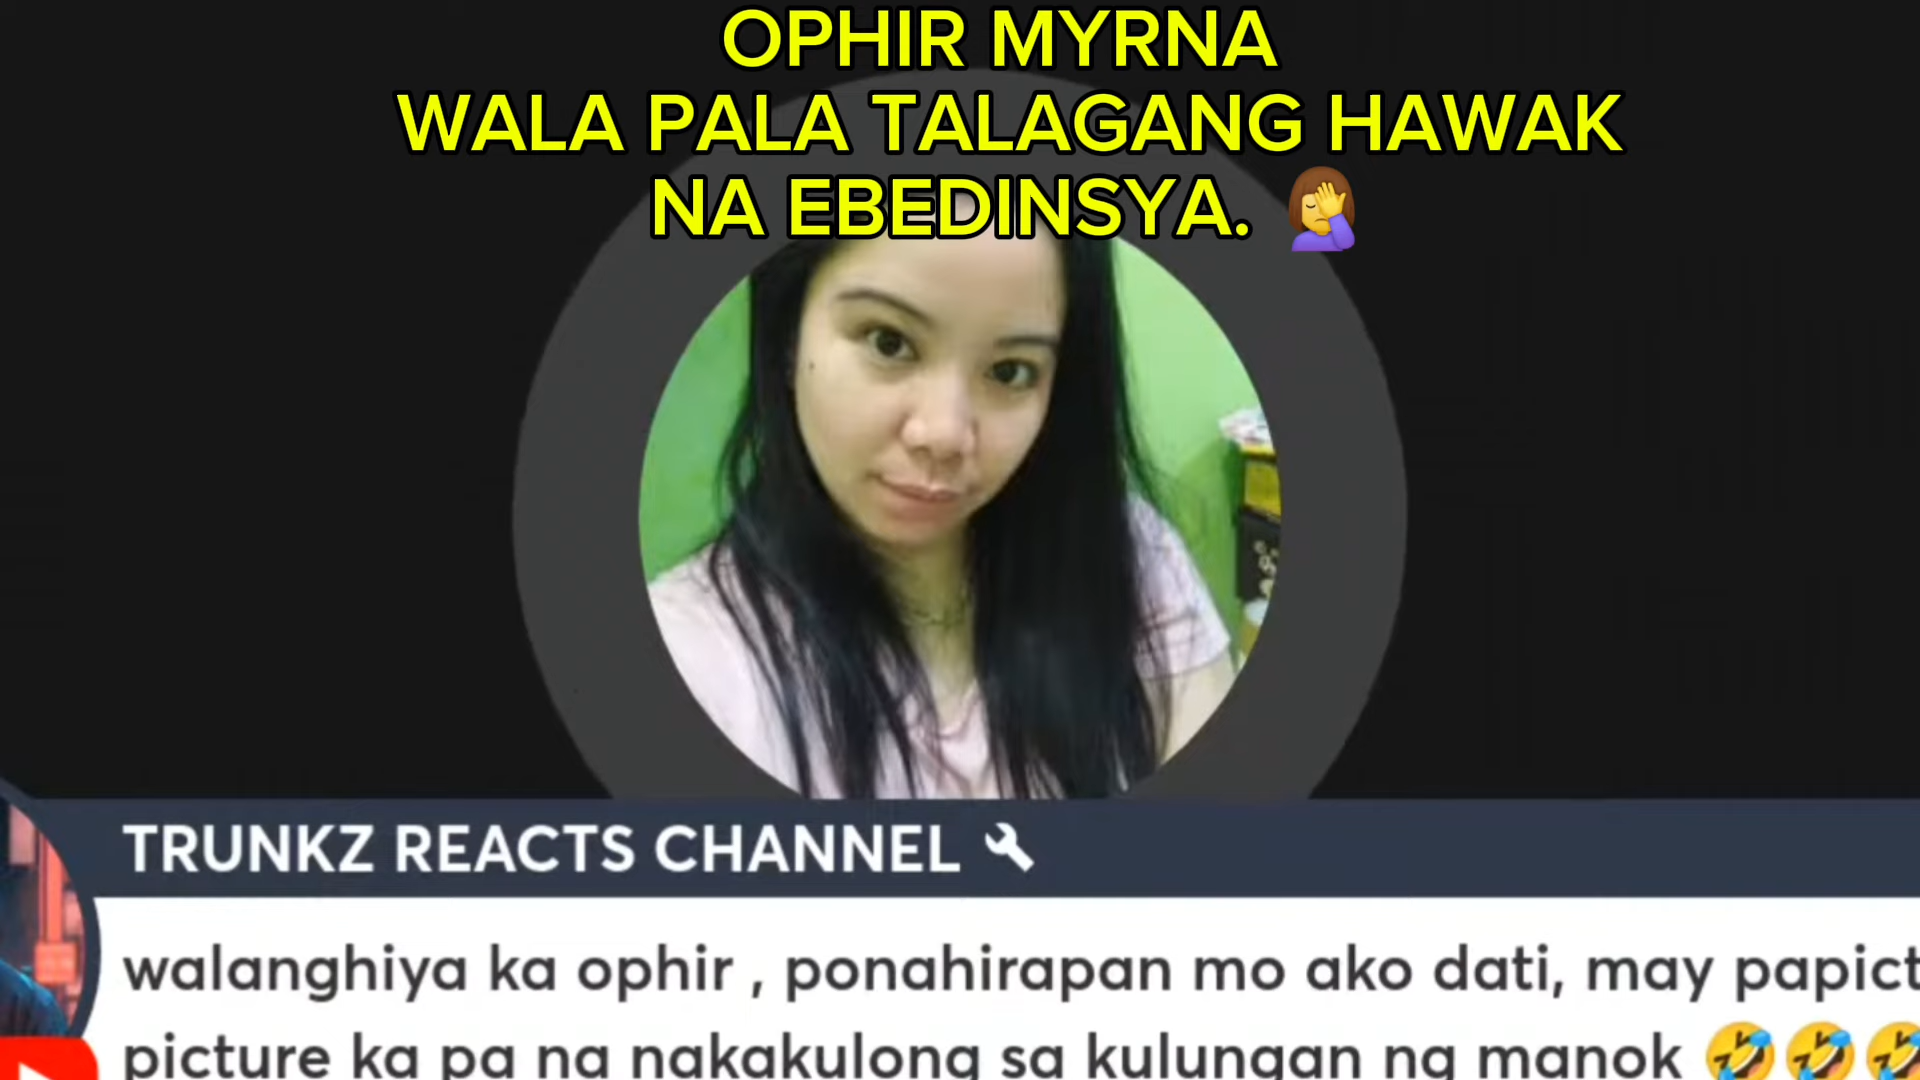 OPHIR MYRNA
WALA PALA TALAGANG HAWAK
NA EBEDINSYA. 🤦‍♀️
TRUNKZ REACTS CHANNEL 🔧
walanghiya ka ophir , ponahirapan mo ako dati, may papict
picture ka pa na nakakulong sa kulungan ng manok 🤣🤣🤣